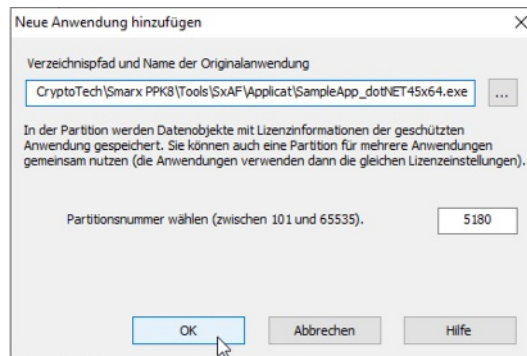 Neue Anwendung hinzufügen
Verzeichnispfad und Name der Originalanwendung
CryptoTech\Smarx PPK8\Tools\SxAF\Applicat\SampleApp_dotNET45x64.exe
...
In der Partition werden Datenobjekte mit Lizenzinformationen der geschützten
Anwendung gespeichert. Sie können auch eine Partition für mehrere Anwendungen
gemeinsam nutzen (die Anwendungen verwenden dann die gleichen Lizenzeinstellungen).
Partitionsnummer wählen (zwischen 101 und 65535). 5180
OK Abbrechen Hilfe